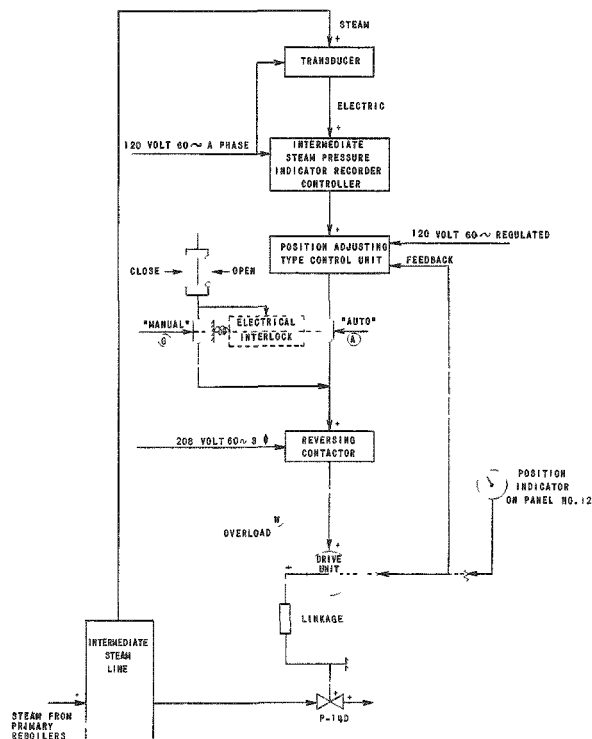 STEAM
TRANSDUCER
ELECTRIC
120 VOLT 60~ A PHASE
INTERMEDIATE
STEAM PRESSURE
INDICATOR RECORDER
CONTROLLER
120 VOLT 60~ REGULATED
POSITION ADJUSTING
TYPE CONTROL UNIT
FEEDBACK
CLOSE
OPEN
"MANUAL"
G
ELECTRICAL
INTERLOCK
"AUTO"
A
208 VOLT 60~ 3 ϕ
REVERSING
CONTACTOR
POSITION
INDICATOR
ON PANEL NO.12
OVERLOAD
DRIVE
UNIT
LINKAGE
INTERMEDIATE
STEAM
LINE
STEAM FROM
PRIMARY
REBOILERS
P-14D